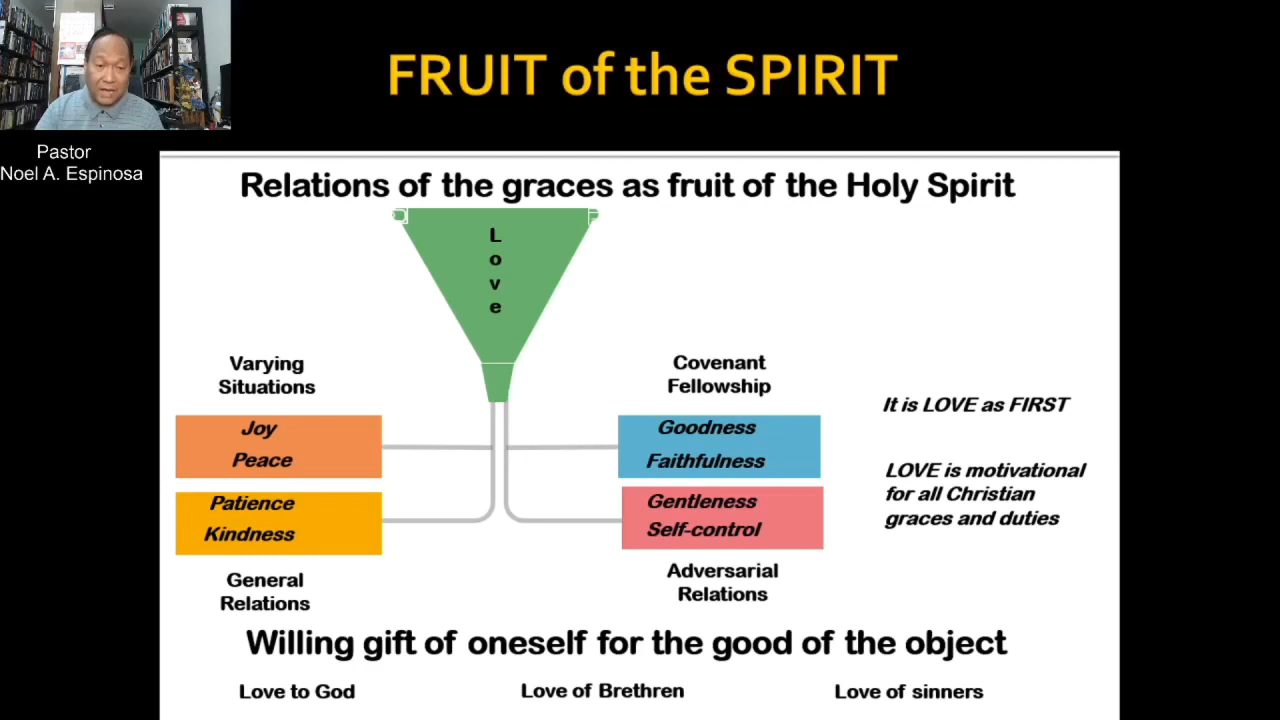 FRUIT of the SPIRIT
Pastor
Noel A. Espinosa
Relations of the graces as fruit of the Holy Spirit
L
o
v
e
Varying
Situations
Joy
Peace
Patience
Kindness
General
Relations
Covenant
Fellowship
Goodness
Faithfulness
Gentleness
Self-control
Adversarial
Relations
It is LOVE as FIRST
LOVE is motivational
for all Christian
graces and duties
Willing gift of oneself for the good of the object
Love to God
Love of Brethren
Love of sinners